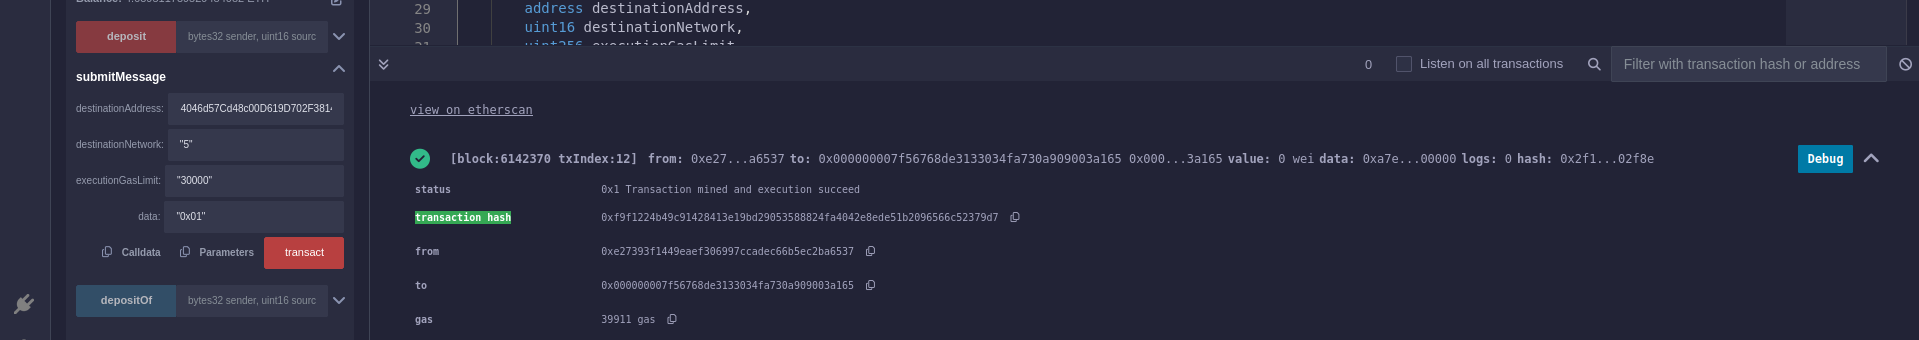 deposit bytes32 sender, uint16 sourc
submitMessage
destinationAddress: 4046d57Cd48c00D619D702F381
destinationNetwork: "5"
executionGasLimit: "30000"
data: "0x01"
Calldata Parameters transact
depositOf bytes32 sender, uint16 sourc
29 address destinationAddress,
30 uint16 destinationNetwork,
31 uint256 executionGasLimit
0 Listen on all transactions Filter with transaction hash or address
view on etherscan
[block:6142370 txIndex:12] from: 0xe27...a6537 to: 0x000000007f56768de3133034fa730a909003a165 0x000...3a165 value: 0 wei data: 0xa7e...00000 logs: 0 hash: 0x2f1...02f8e Debug
status 0x1 Transaction mined and execution succeed
transaction hash 0xf9f1224b49c91428413e19bd29053588824fa4042e8ede51b2096566c52379d7
from 0xe27393f1449eaef306997ccadec66b5ec2ba6537
to 0x000000007f56768de3133034fa730a909003a165
gas 39911 gas